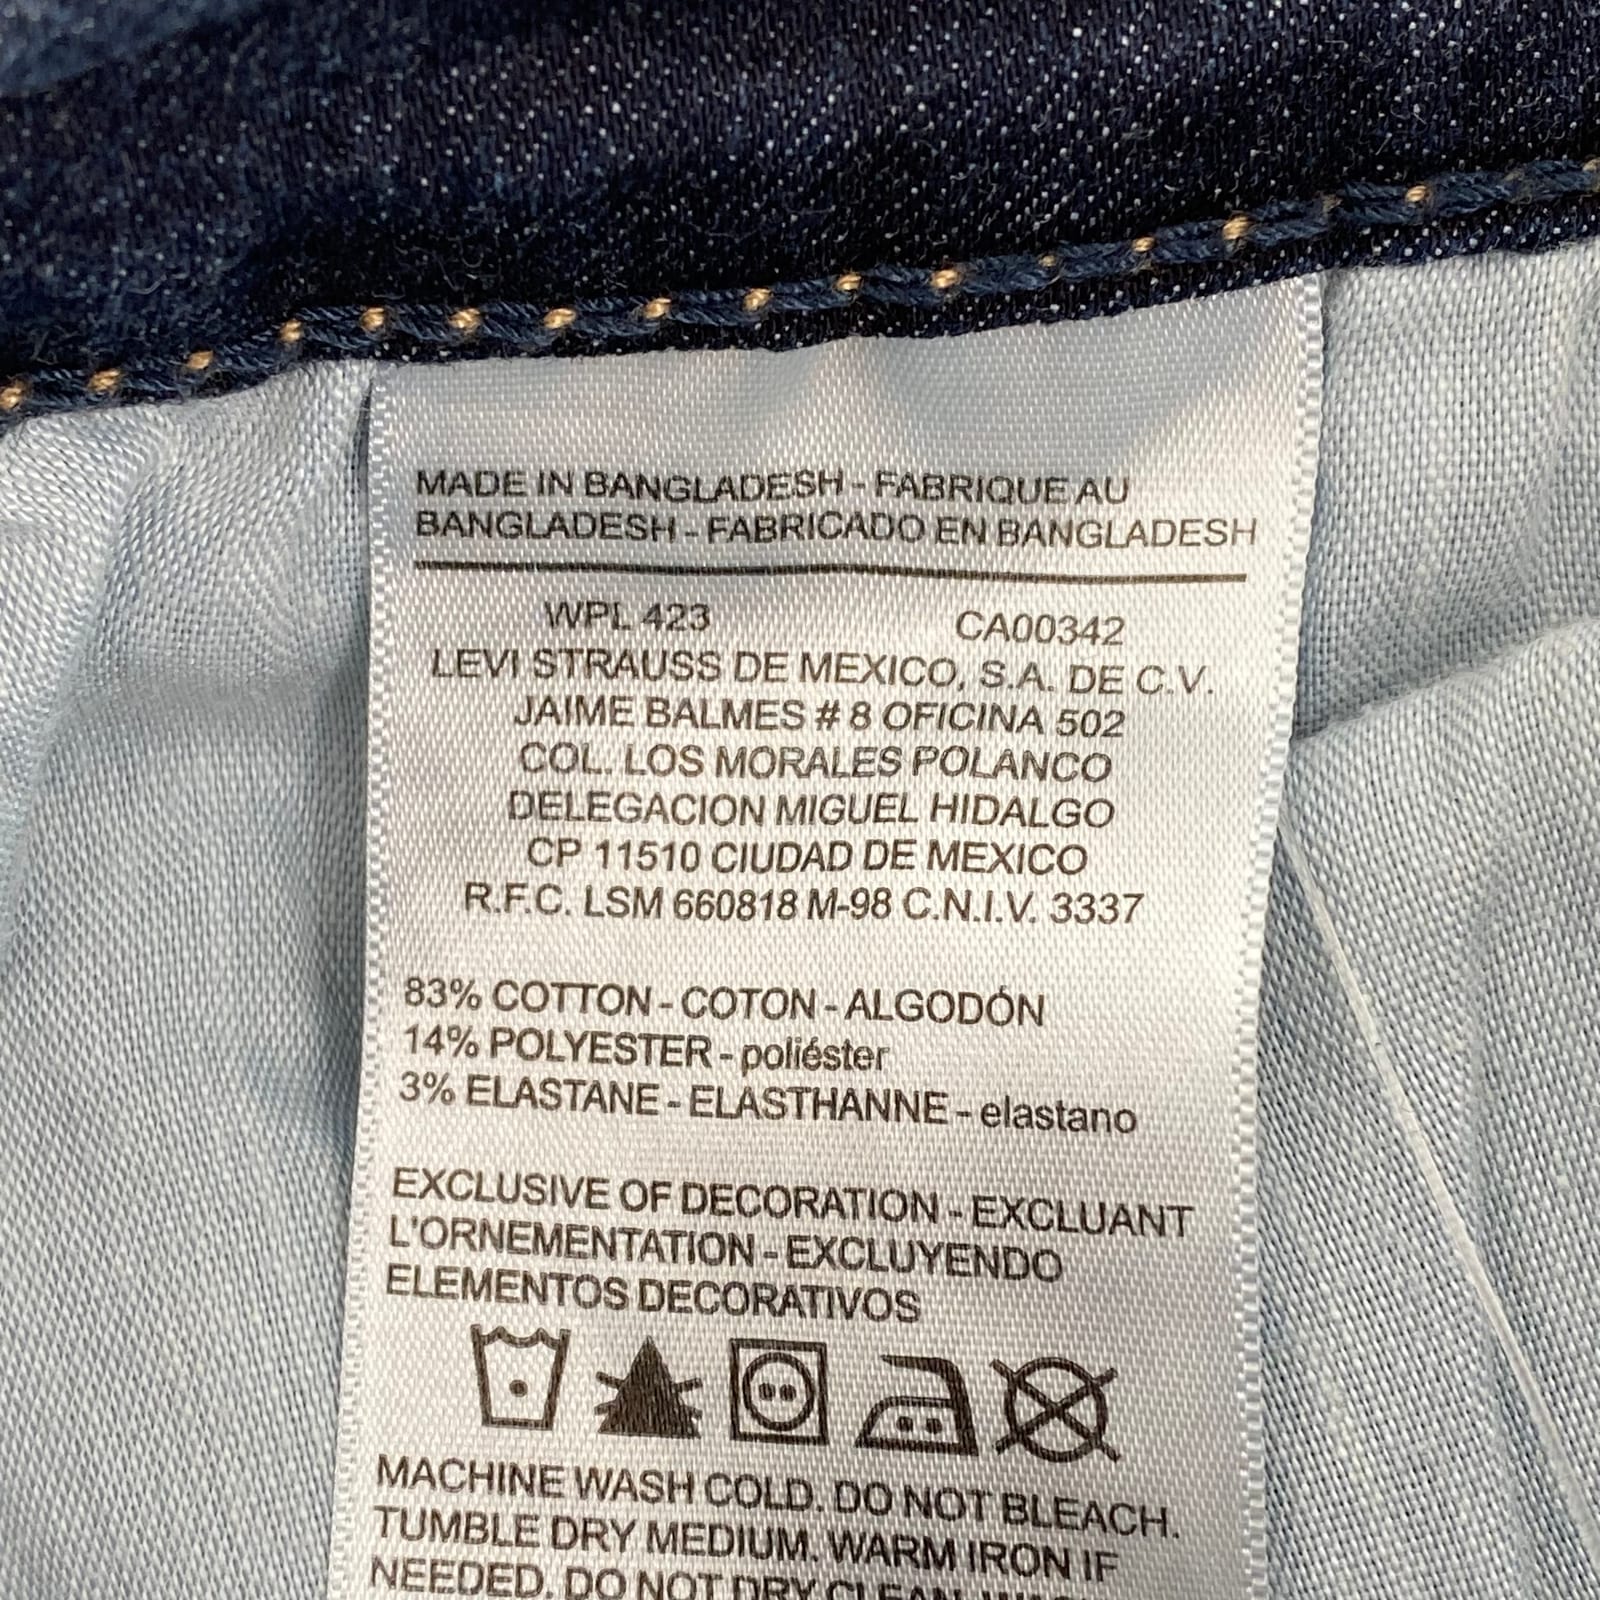 MADE IN BANGLADESH - FABRIQUE AU
BANGLADESH - FABRICADO EN BANGLADESH
WPL 423 CA00342
LEVI STRAUSS DE MEXICO, S.A. DE C.V.
JAIME BALMES # 8 OFICINA 502
COL. LOS MORALES POLANCO
DELEGACION MIGUEL HIDALGO
CP 11510 CIUDAD DE MEXICO
R.F.C. LSM 660818 M-98 C.N.I.V. 3337
83% COTTON - COTON - ALGODÓN
14% POLYESTER - poliéster
3% ELASTANE - ELASTHANNE - elastano
EXCLUSIVE OF DECORATION - EXCLUANT
L'ORNEMENTATION - EXCLUYENDO
ELEMENTOS DECORATIVOS
MACHINE WASH COLD. DO NOT BLEACH.
TUMBLE DRY MEDIUM. WARM IRON IF
NEEDED. DO NOT DRY CLEAN.